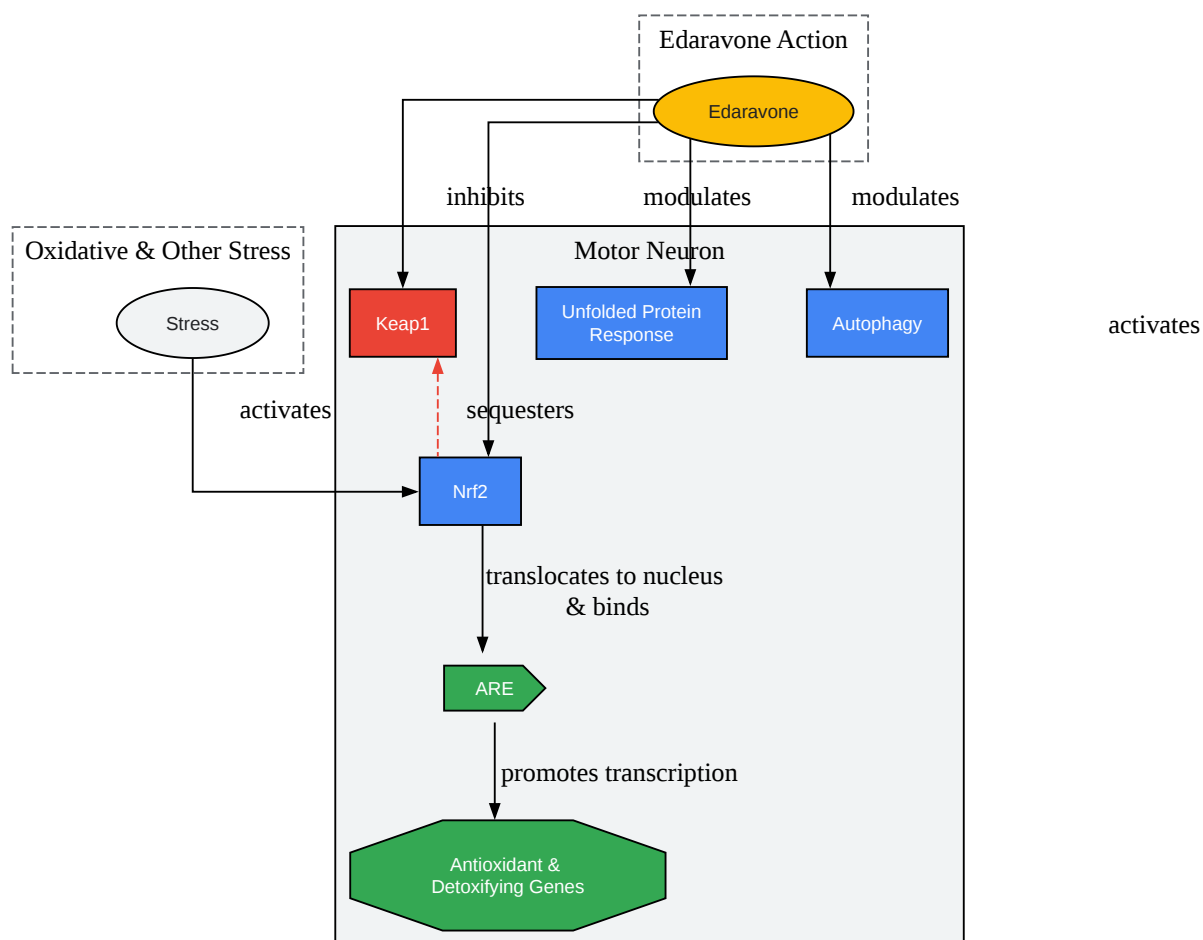 Edaravone Action
Edaravone
inhibits
modulates
modulates
Oxidative & Other Stress
Stress
Motor Neuron
Keap1
Unfolded Protein
Response
Autophagy
activates
activates
sequesters
Nrf2
translocates to nucleus
& binds
ARE
promotes transcription
Antioxidant &
Detoxifying Genes